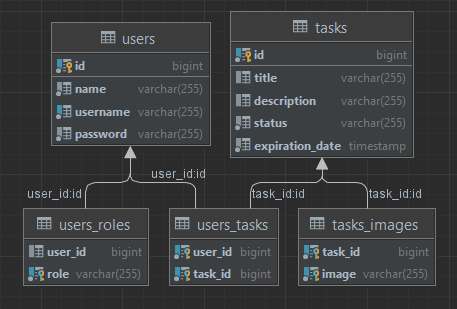 users
id bigint
name varchar(255)
username varchar(255)
password varchar(255)
tasks
id bigint
title varchar(255)
description varchar(255)
status varchar(255)
expiration_date timestamp
user_id:id
user_id:id
task_id:id
task_id:id
users_roles
user_id bigint
role varchar(255)
users_tasks
user_id bigint
task_id bigint
tasks_images
task_id bigint
image varchar(255)